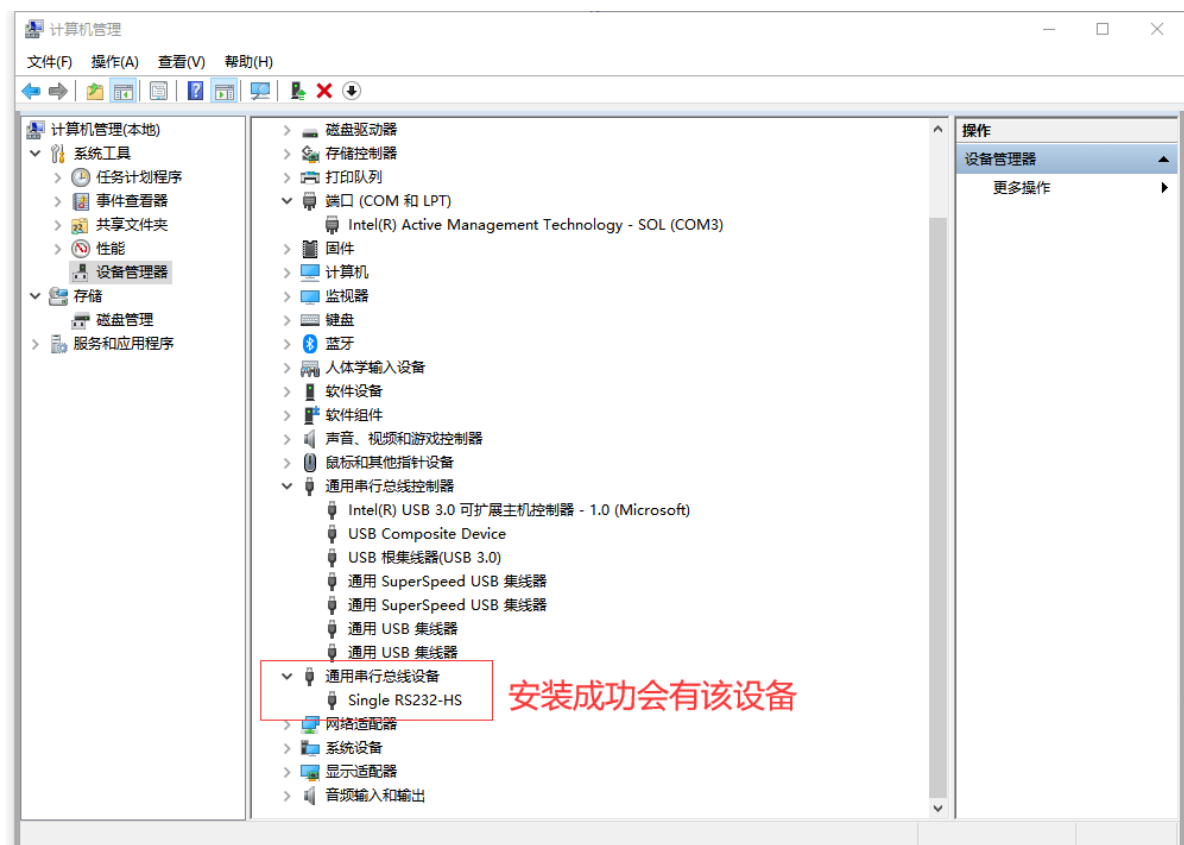 计算机管理
文件(F) 操作(A) 查看(V) 帮助(H)
计算机管理(本地)
系统工具
任务计划程序
事件查看器
共享文件夹
性能
设备管理器
存储
磁盘管理
服务和应用程序
磁盘驱动器
存储控制器
打印队列
端口 (COM 和 LPT)
Intel(R) Active Management Technology - SOL (COM3)
固件
计算机
监视器
键盘
蓝牙
人体学输入设备
软件设备
软件组件
声音、视频和游戏控制器
鼠标和其他指针设备
通用串行总线控制器
Intel(R) USB 3.0 可扩展主机控制器 - 1.0 (Microsoft)
USB Composite Device
USB 根集线器(USB 3.0)
通用 SuperSpeed USB 集线器
通用 SuperSpeed USB 集线器
通用 USB 集线器
通用 USB 集线器
通用串行总线设备
Single RS232-HS
安装成功会有该设备
网络适配器
系统设备
显示适配器
音频输入和输出
操作
设备管理器
更多操作